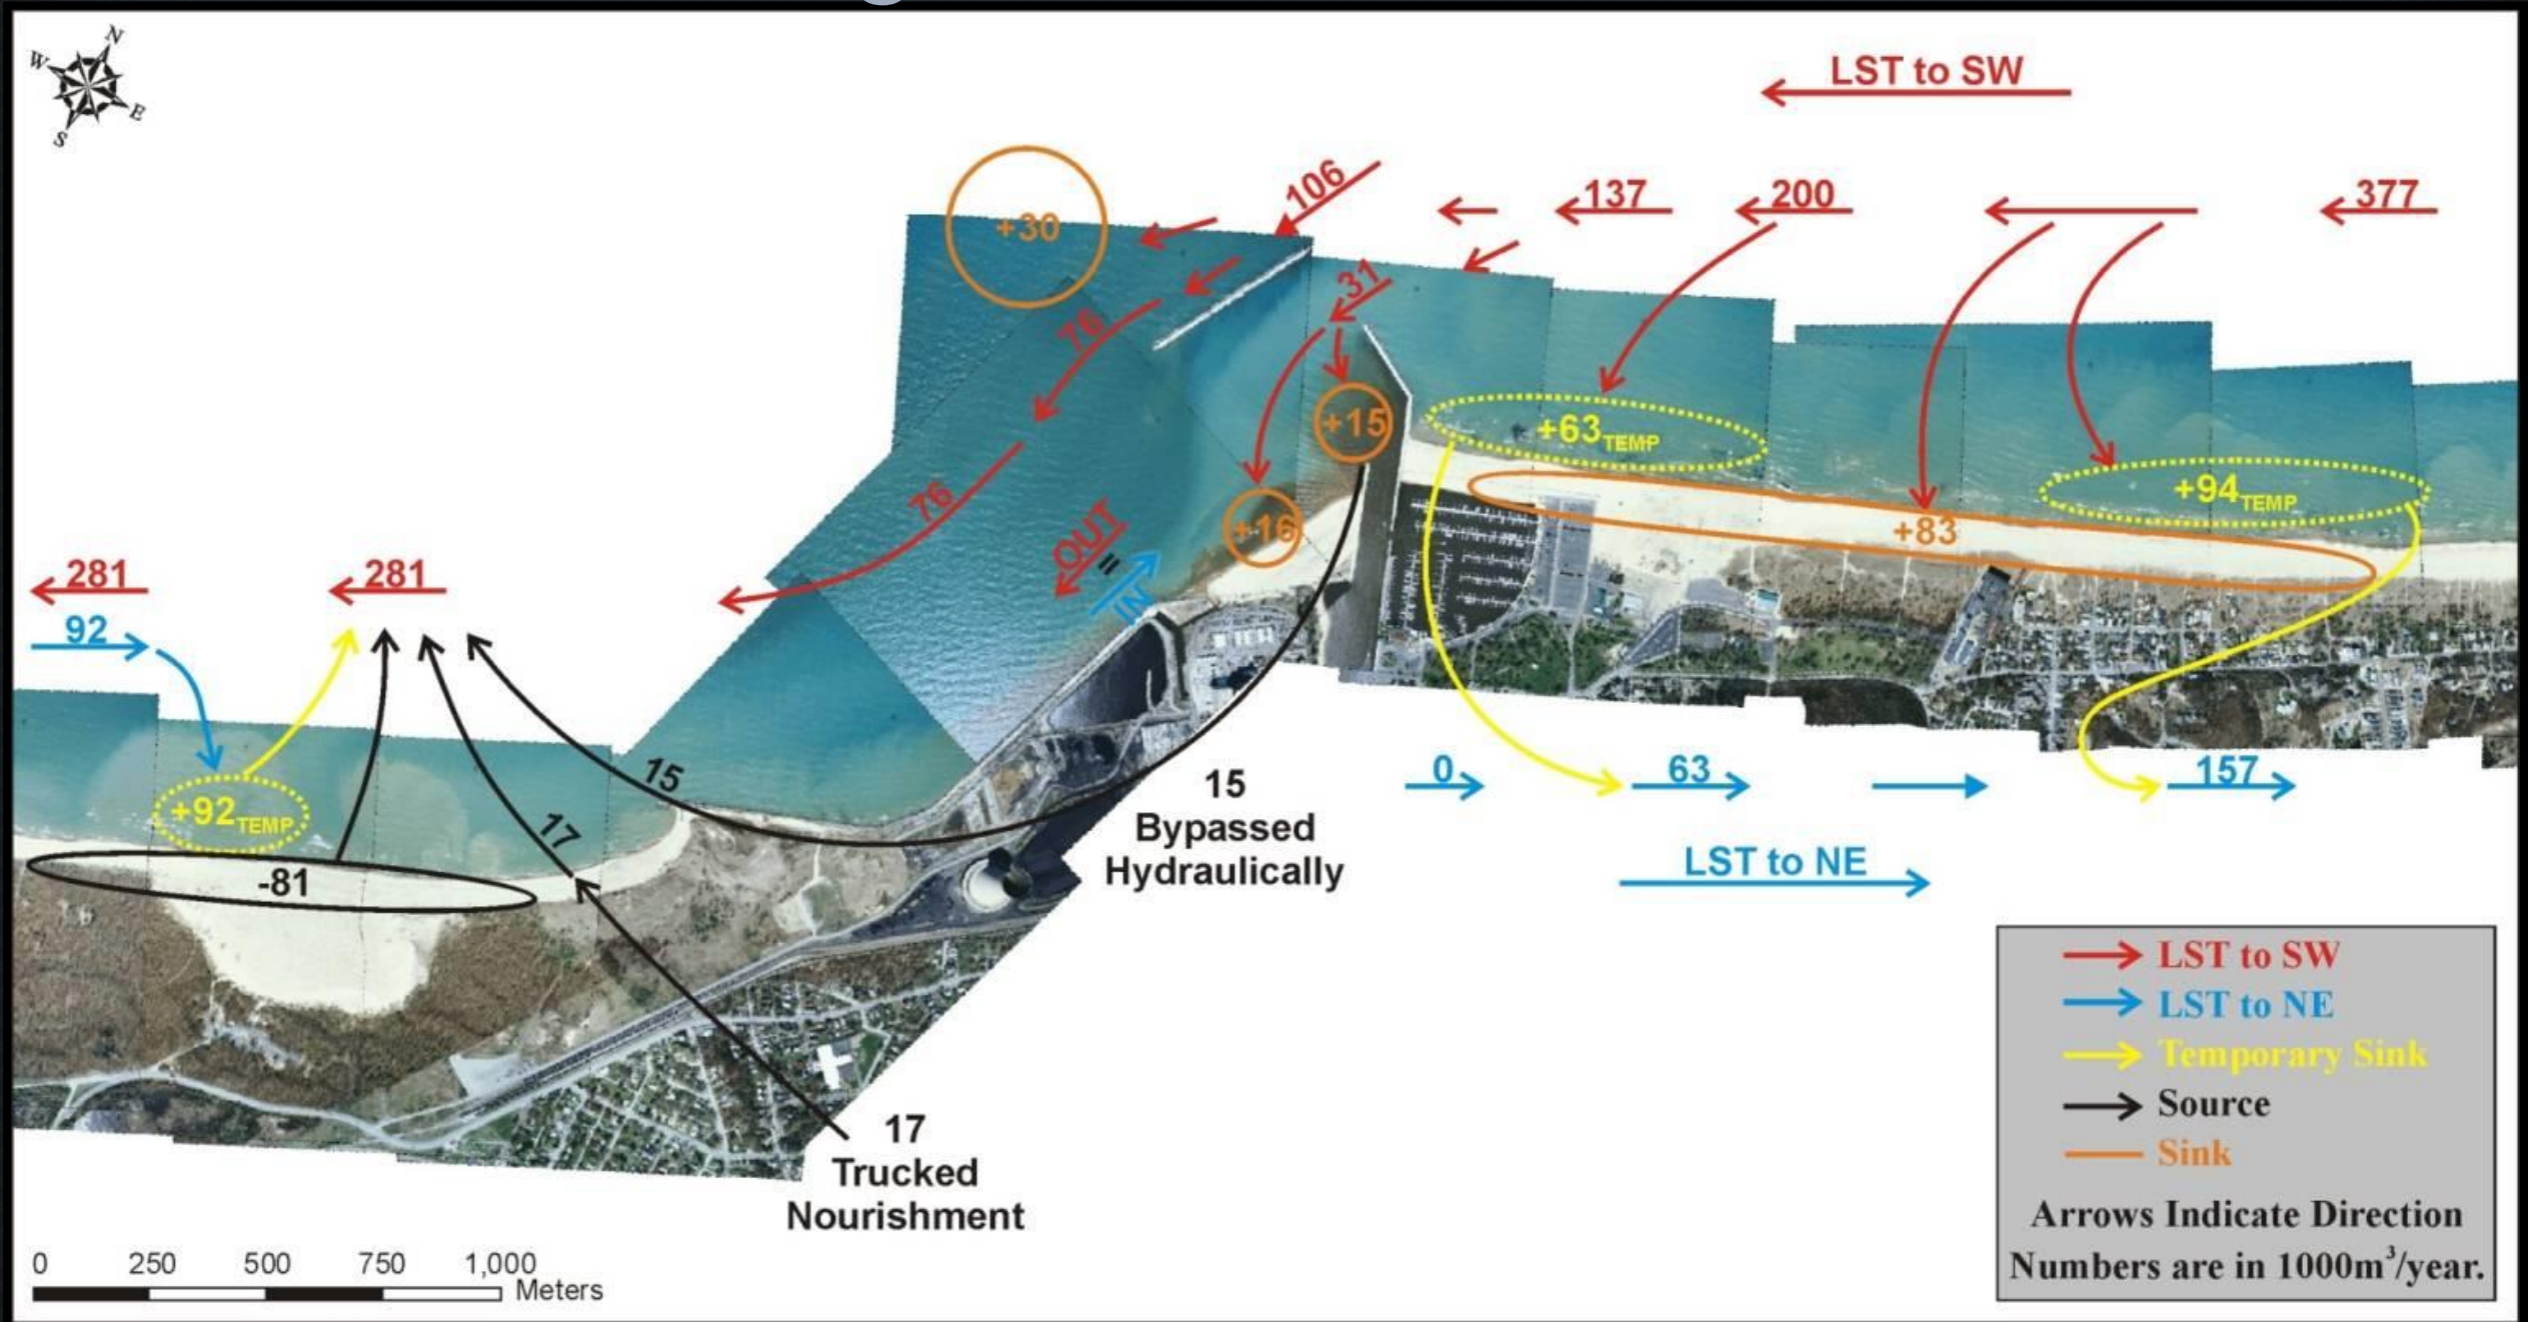 N
W
E
S
LST to SW
106
137
200
377
+30
31
76
+15
+63TEMP
+94TEMP
76
+16
+83
OUT
=
IN
281
281
92
15
0
63
157
+92TEMP
17
15
Bypassed
Hydraulically
LST to NE
-81
17
Trucked
Nourishment
LST to SW
LST to NE
Temporary Sink
Source
Sink
Arrows Indicate Direction
Numbers are in 1000m³/year.
0 250 500 750 1,000
Meters